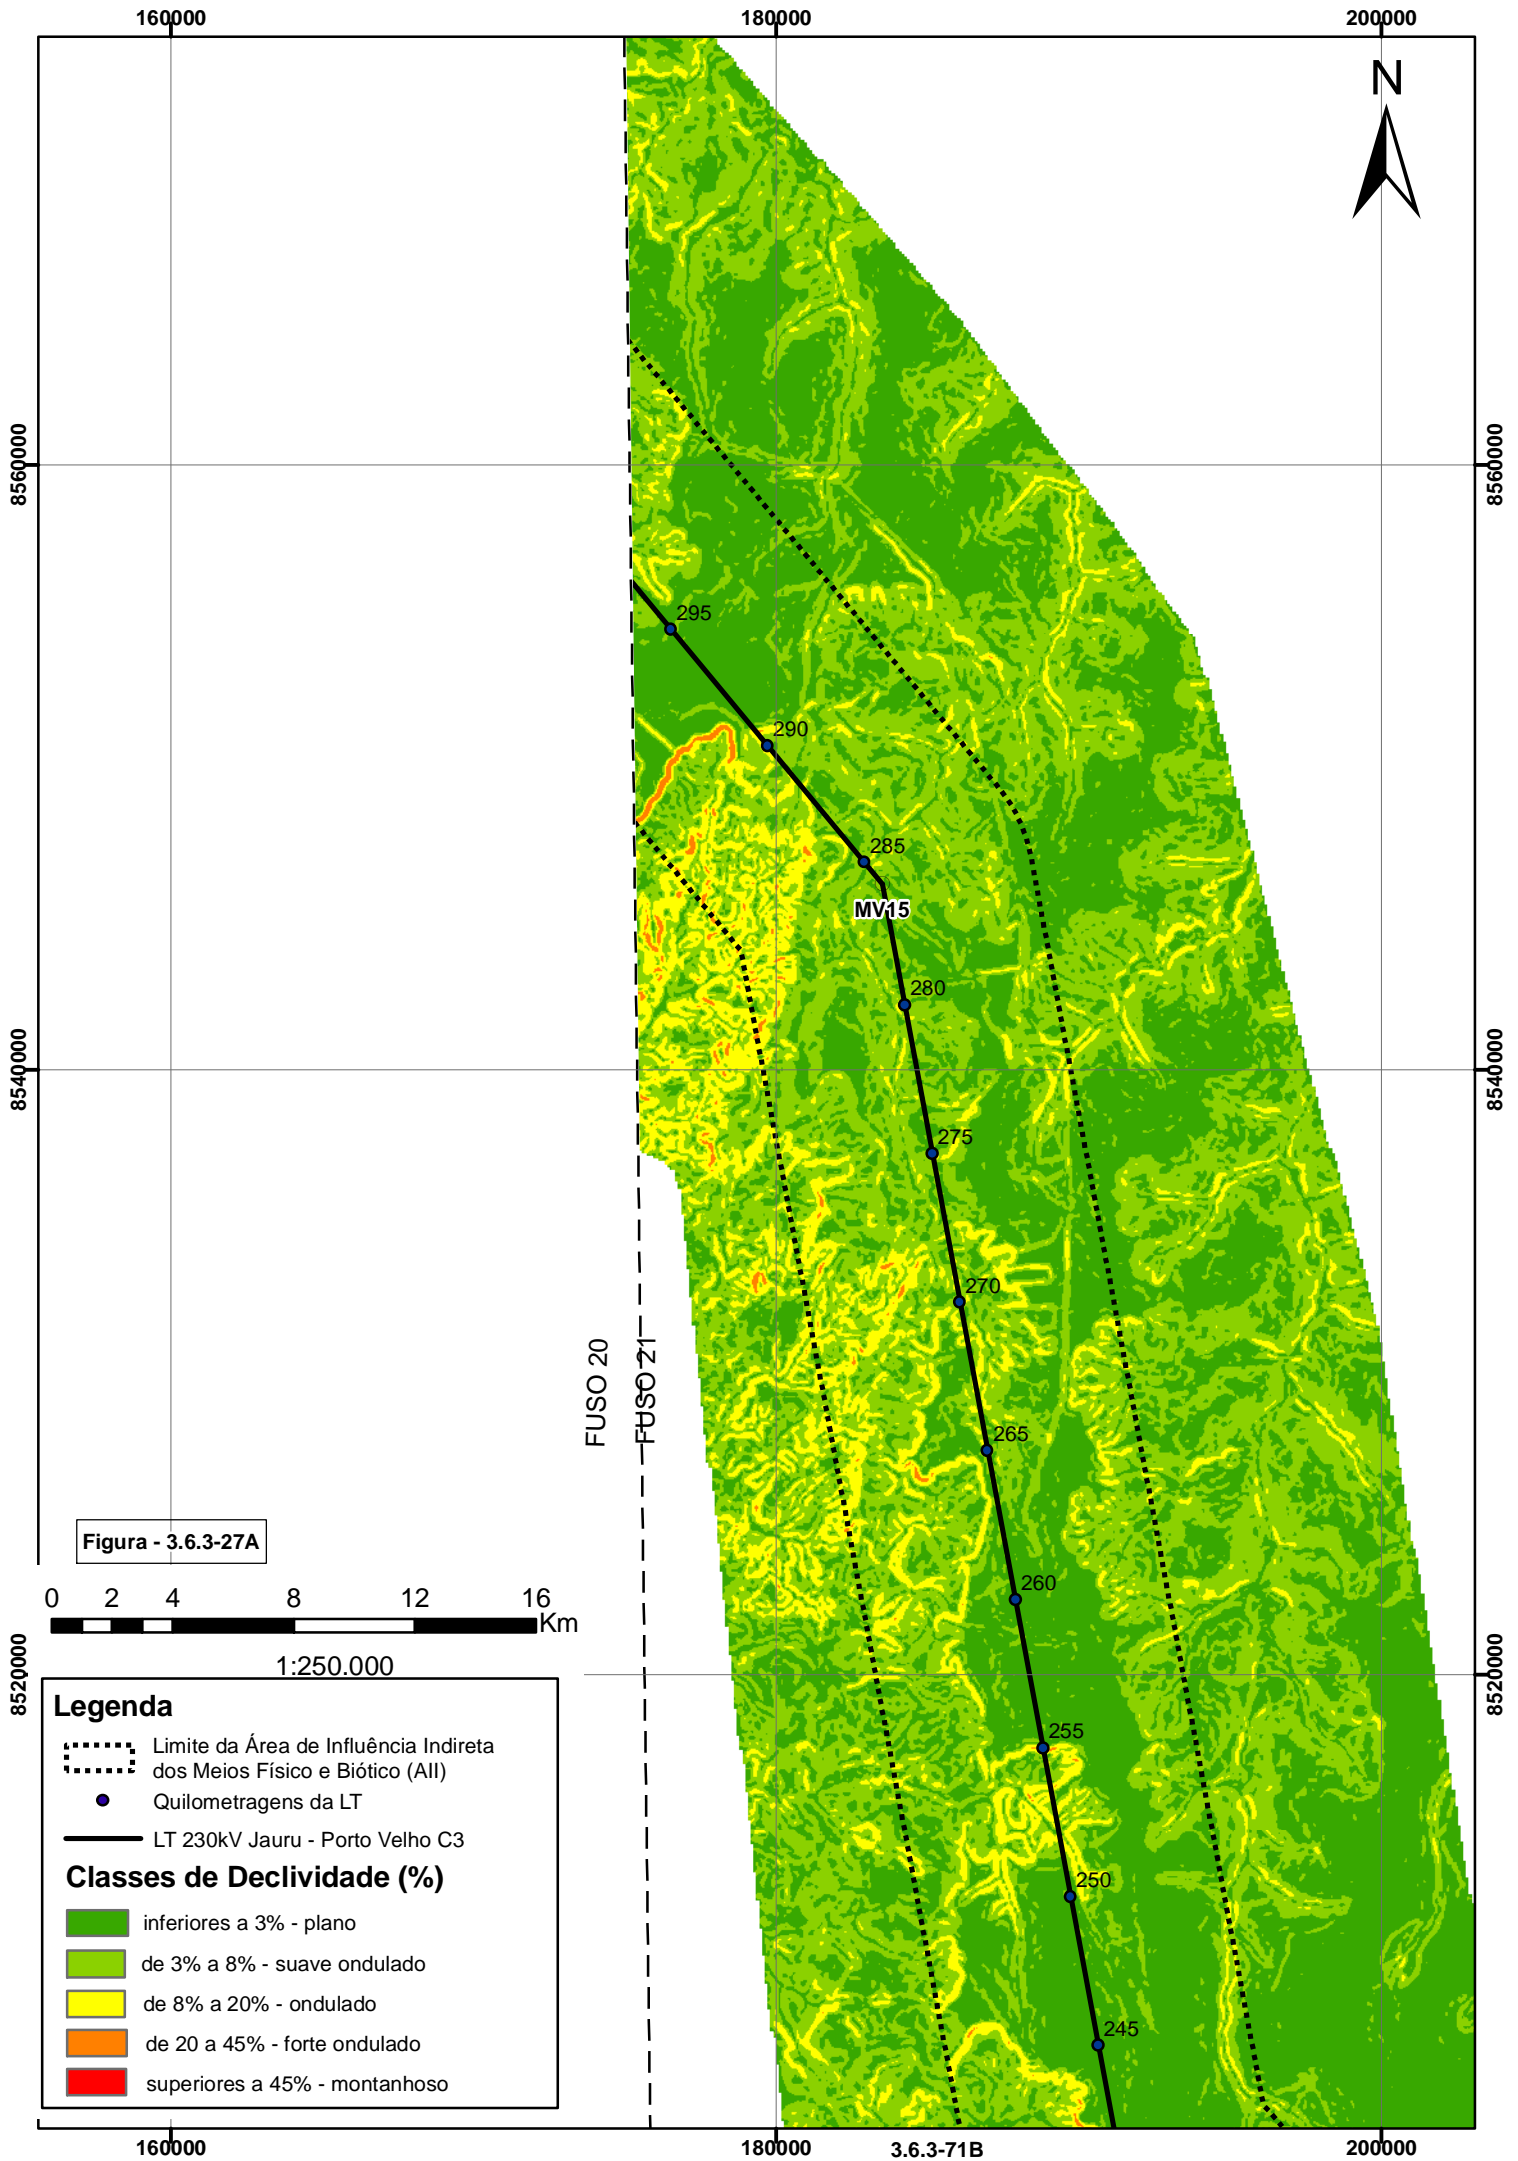 160000
180000
200000
N
8560000
8560000
295
290
285
MV15
280
8540000
8540000
275
270
FUSO 20
FUSO 21
265
Figura - 3.6.3-27A
260
0 2 4 8 12 16
Km
1:250.000
8520000
8520000
255
250
245
Legenda
Limite da Área de Influência Indireta
dos Meios Físico e Biótico (AII)
Quilometragens da LT
LT 230kV Jauru - Porto Velho C3
Classes de Declividade (%)
inferiores a 3% - plano
de 3% a 8% - suave ondulado
de 8% a 20% - ondulado
de 20 a 45% - forte ondulado
superiores a 45% - montanhoso
160000
180000
3.6.3-71B
200000